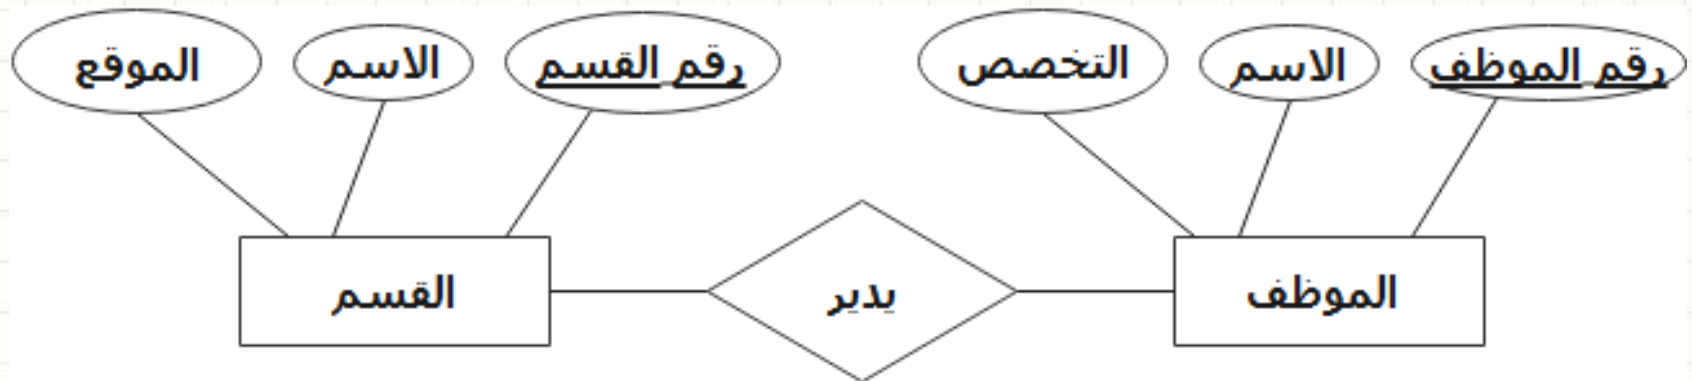 رقم الموظف
الاسم
التخصص
رقم القسم
الاسم
الموقع
الموظف
يدير
القسم